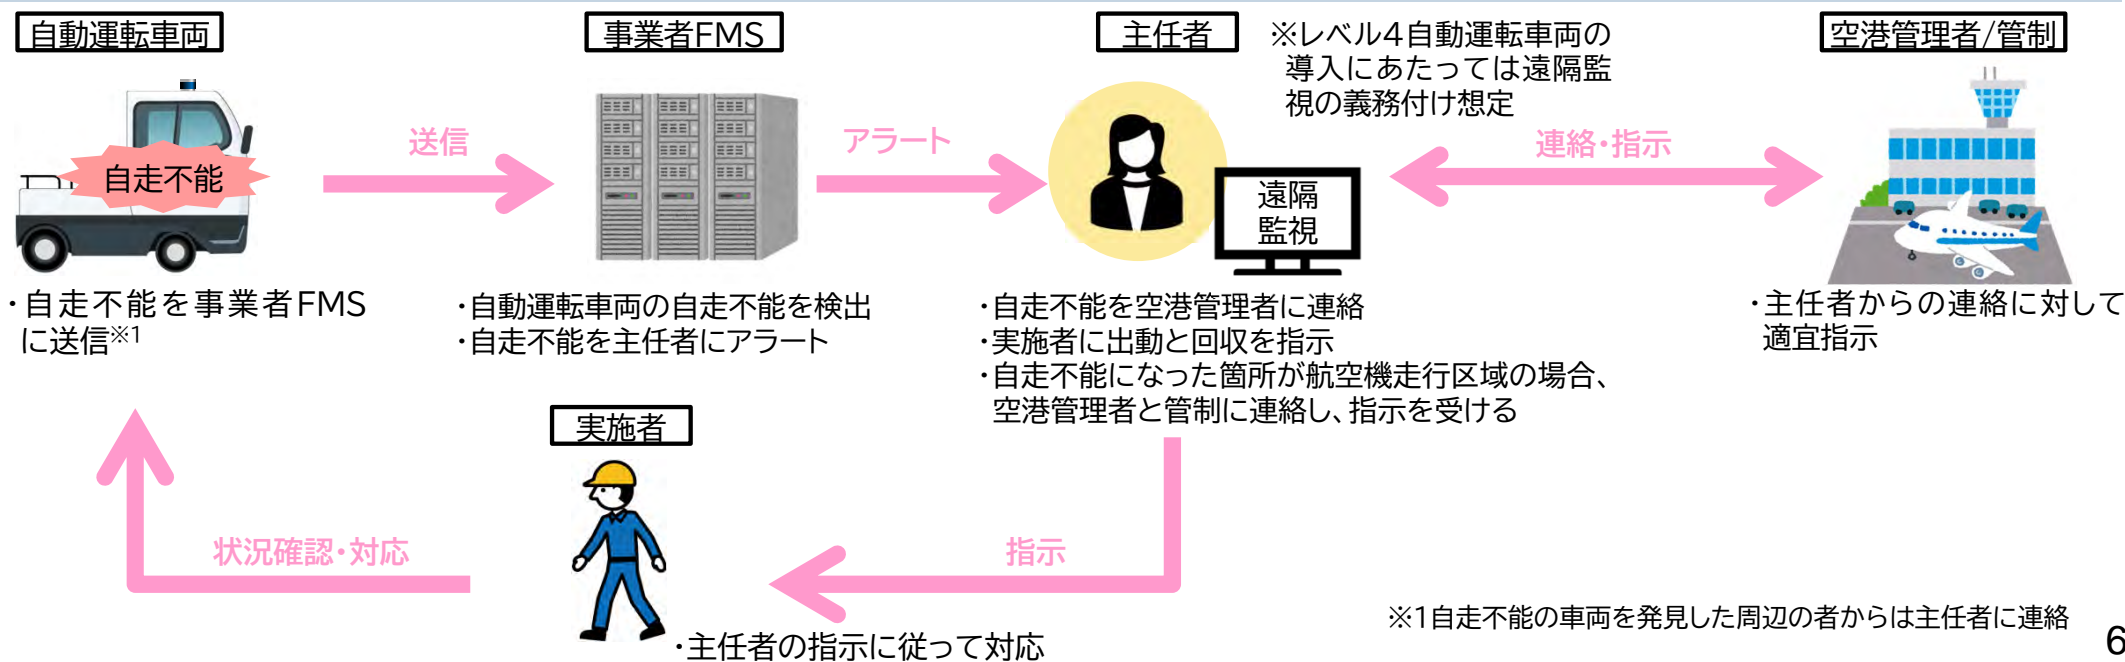 自動運転車両
事業者FMS
主任者
※レベル4自動運転車両の
導入にあたっては遠隔監
視の義務付け想定
空港管理者/管制
自走不能
送信
アラート
遠隔
監視
連絡・指示
・自走不能を事業者FMS
に送信※1
・自動運転車両の自走不能を検出
・自走不能を主任者にアラート
・自走不能を空港管理者に連絡
・実施者に出動と回収を指示
・自走不能になった箇所が航空機走行区域の場合、
空港管理者と管制に連絡し、指示を受ける
・主任者からの連絡に対して
適宜指示
実施者
状況確認・対応
指示
・主任者の指示に従って対応
※1自走不能の車両を発見した周辺の者からは主任者に連絡
6